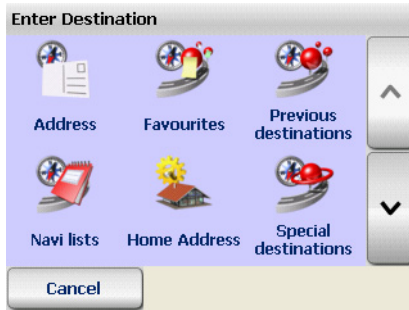 Enter Destination
Address
Favourites
Previous
destinations
Navi lists
Home Address
Special
destinations
Cancel